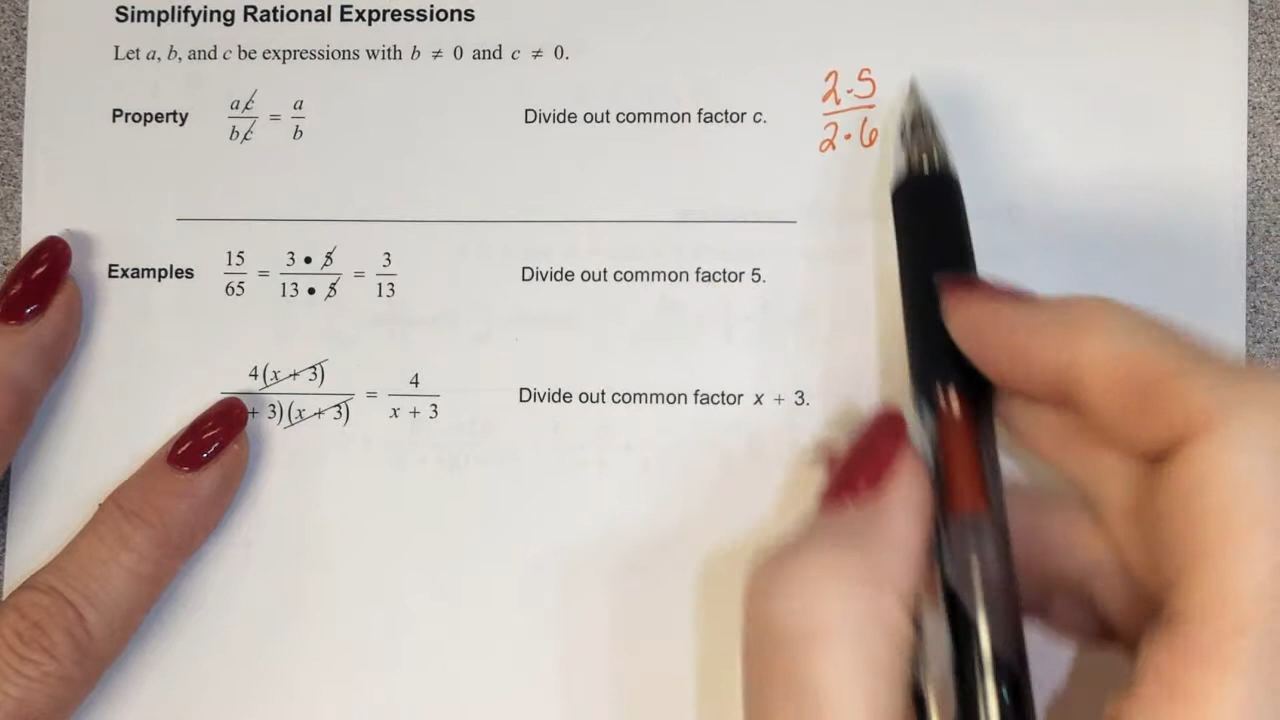 Simplifying Rational Expressions
Let a, b, and c be expressions with b ≠ 0 and c ≠ 0.
Property ac/bc = a/b Divide out common factor c. 2·5/2·6
Examples 15/65 = 3 • 5/13 • 5 = 3/13 Divide out common factor 5.
4(x + 3)/+ 3)(x + 3) = 4/x + 3 Divide out common factor x + 3.